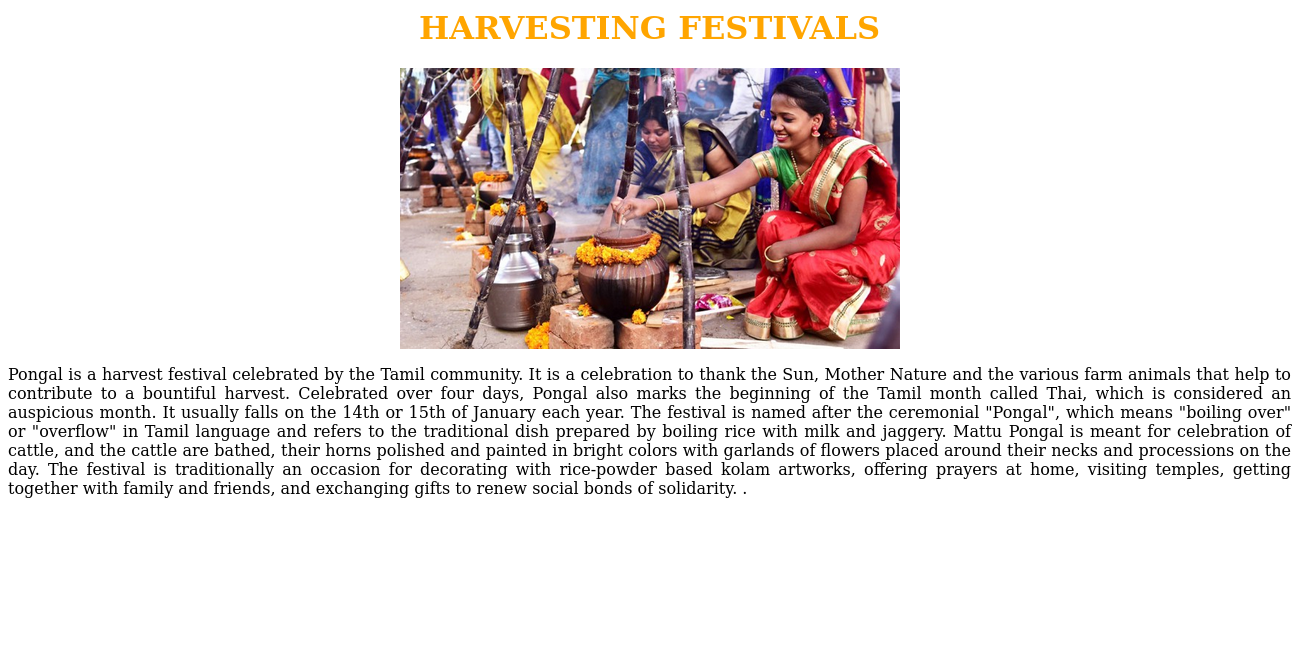 HARVESTING FESTIVALS
Pongal is a harvest festival celebrated by the Tamil community. It is a celebration to thank the Sun, Mother Nature and the various farm animals that help to
contribute to a bountiful harvest. Celebrated over four days, Pongal also marks the beginning of the Tamil month called Thai, which is considered an
auspicious month. It usually falls on the 14th or 15th of January each year. The festival is named after the ceremonial "Pongal", which means "boiling over"
or "overflow" in Tamil language and refers to the traditional dish prepared by boiling rice with milk and jaggery. Mattu Pongal is meant for celebration of
cattle, and the cattle are bathed, their horns polished and painted in bright colors with garlands of flowers placed around their necks and processions on the
day. The festival is traditionally an occasion for decorating with rice-powder based kolam artworks, offering prayers at home, visiting temples, getting
together with family and friends, and exchanging gifts to renew social bonds of solidarity. .